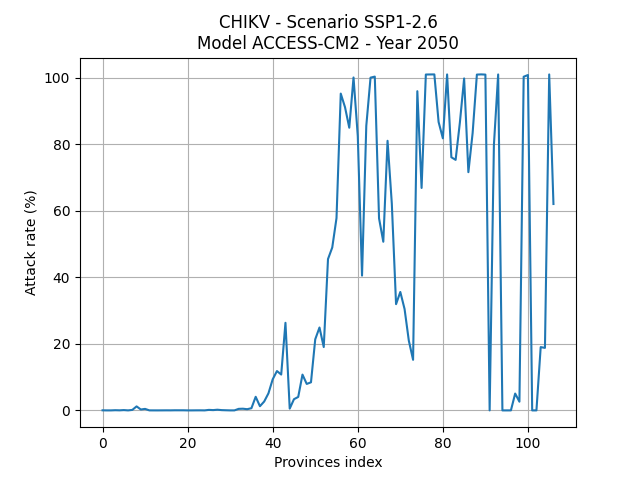 CHIKV - Scenario SSP1-2.6
Model ACCESS-CM2 - Year 2050
100
80
60
40
20
0
Attack rate (%)
0 20 40 60 80 100
Provinces index